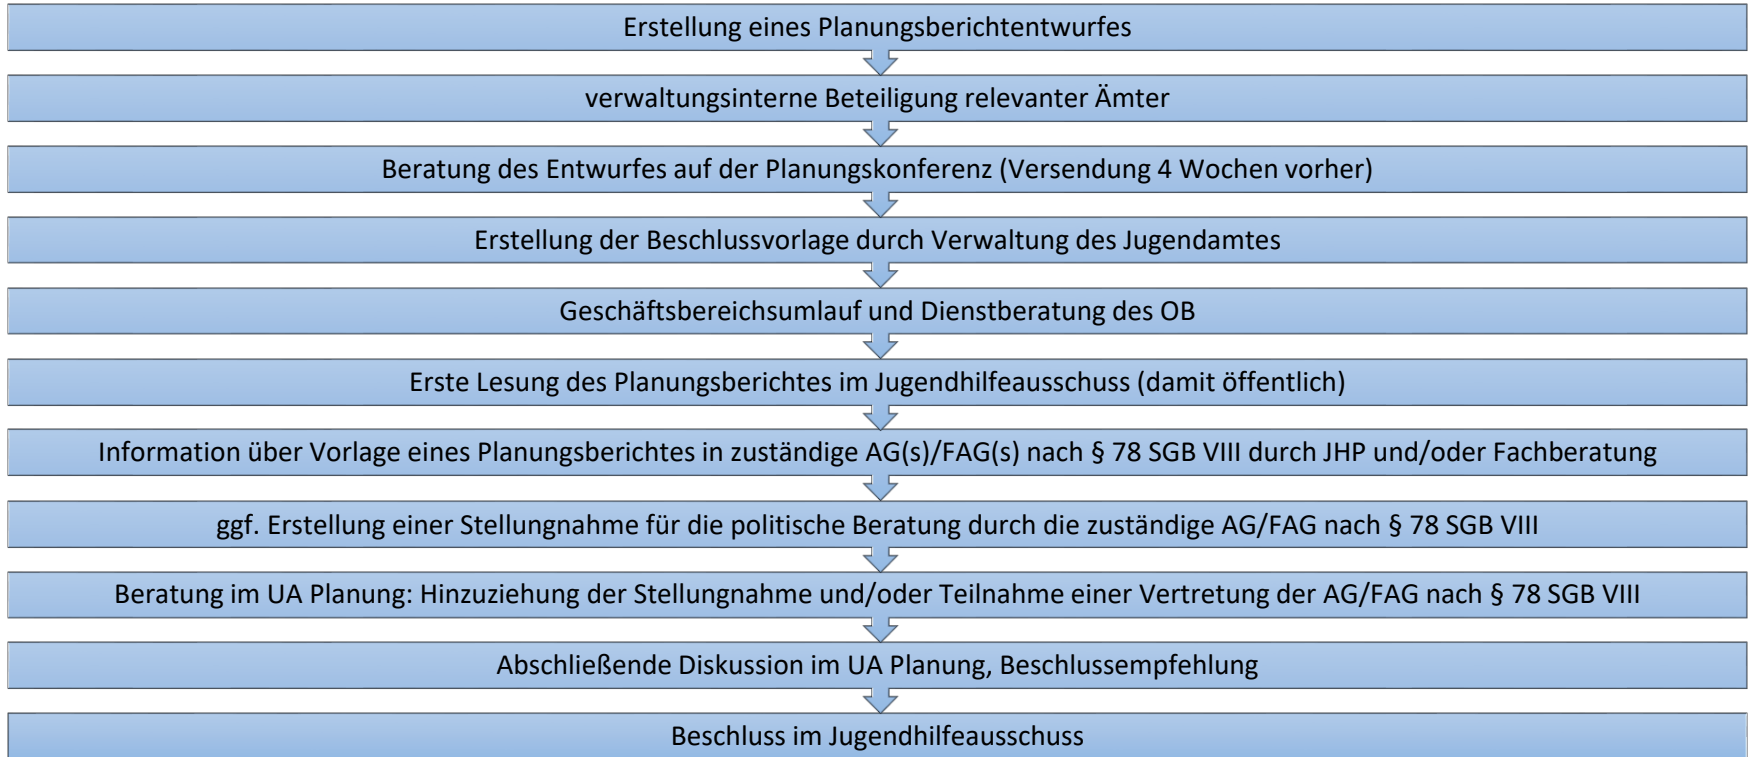 Erstellung eines Planungsberichtentwurfes
verwaltungsinterne Beteiligung relevanter Ämter
Beratung des Entwurfes auf der Planungskonferenz (Versendung 4 Wochen vorher)
Erstellung der Beschlussvorlage durch Verwaltung des Jugendamtes
Geschäftsbereichsumlauf und Dienstberatung des OB
Erste Lesung des Planungsberichtes im Jugendhilfeausschuss (damit öffentlich)
Information über Vorlage eines Planungsberichtes in zuständige AG(s)/FAG(s) nach § 78 SGB VIII durch JHP und/oder Fachberatung
ggf. Erstellung einer Stellungnahme für die politische Beratung durch die zuständige AG/FAG nach § 78 SGB VIII
Beratung im UA Planung: Hinzuziehung der Stellungnahme und/oder Teilnahme einer Vertretung der AG/FAG nach § 78 SGB VIII
Abschließende Diskussion im UA Planung, Beschlussempfehlung
Beschluss im Jugendhilfeausschuss